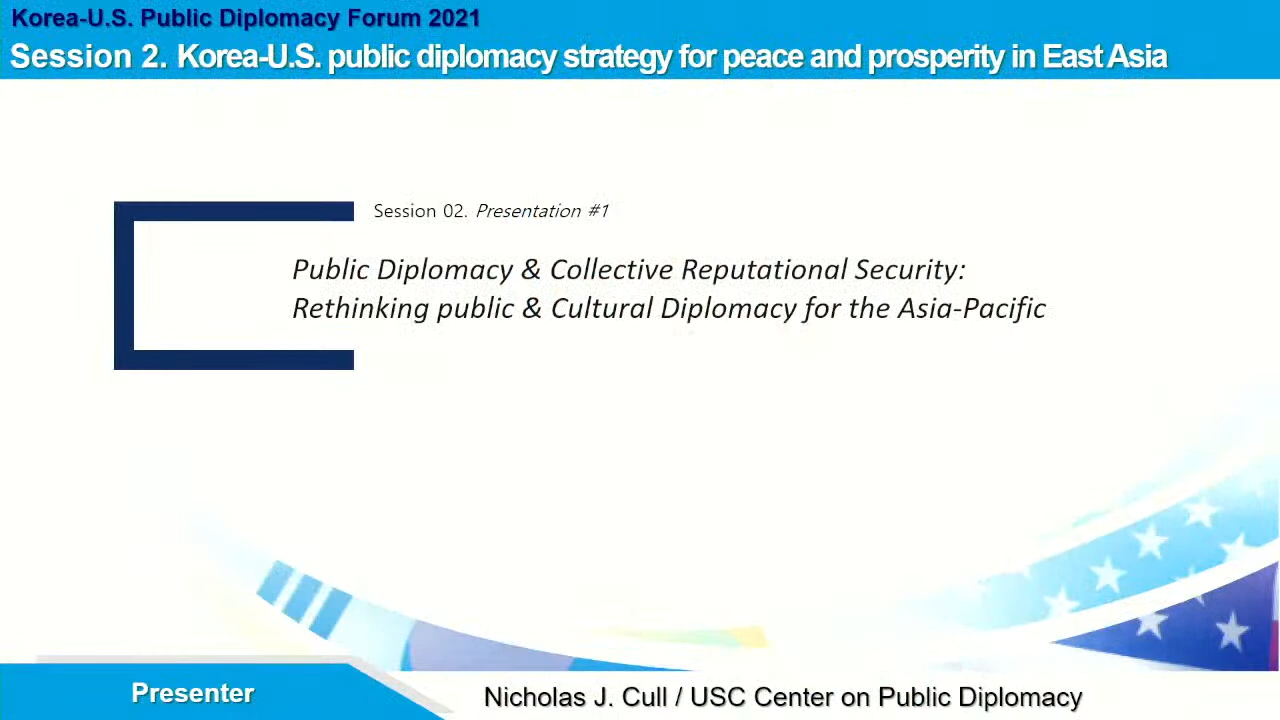 Korea-U.S. Public Diplomacy Forum 2021
Session 2. Korea-U.S. public diplomacy strategy for peace and prosperity in East Asia
Session 02. Presentation #1
Public Diplomacy & Collective Reputational Security:
Rethinking public & Cultural Diplomacy for the Asia-Pacific
Presenter
Nicholas J. Cull / USC Center on Public Diplomacy